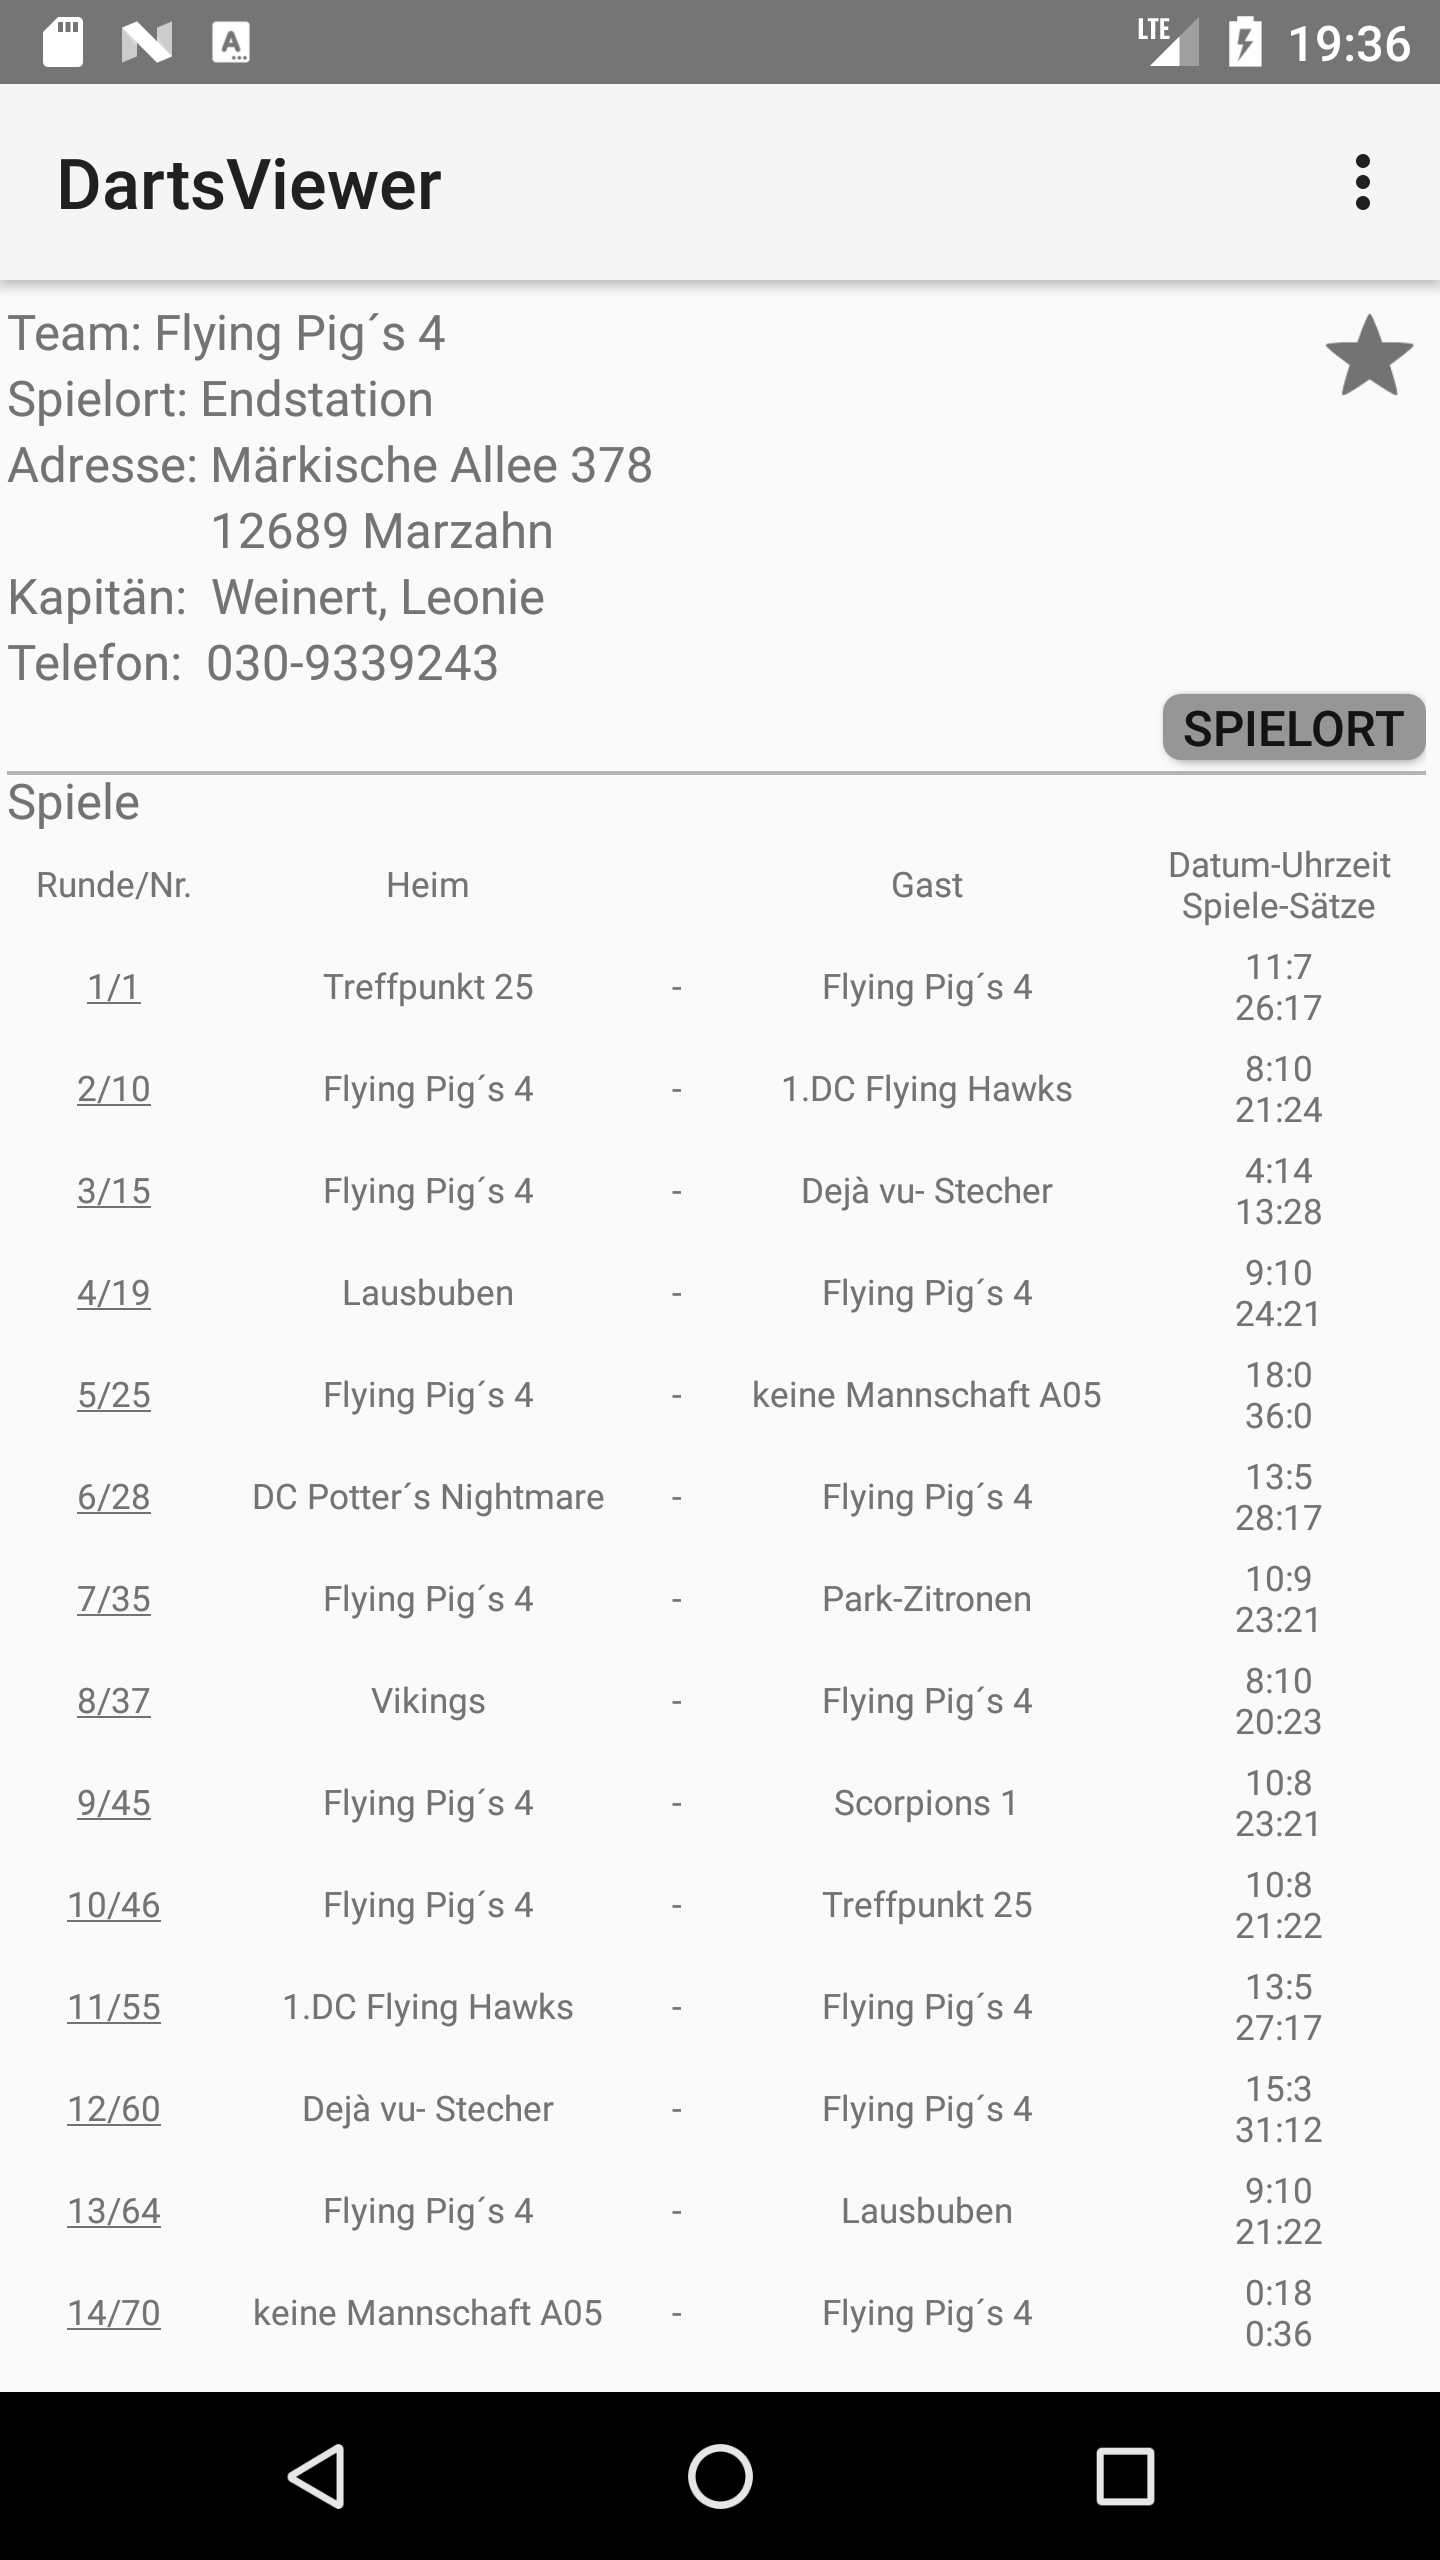 LTE 19:36
DartsViewer
Team: Flying Pig´s 4
Spielort: Endstation
Adresse: Märkische Allee 378
12689 Marzahn
Kapitän: Weinert, Leonie
Telefon: 030-9339243
SPIELORT
Spiele
Runde/Nr. Heim Gast Datum-Uhrzeit
Spiele-Sätze
1/1 Treffpunkt 25 - Flying Pig´s 4 11:7
26:17
2/10 Flying Pig´s 4 - 1.DC Flying Hawks 8:10
21:24
3/15 Flying Pig´s 4 - Dejà vu- Stecher 4:14
13:28
4/19 Lausbuben - Flying Pig´s 4 9:10
24:21
5/25 Flying Pig´s 4 - keine Mannschaft A05 18:0
36:0
6/28 DC Potter´s Nightmare - Flying Pig´s 4 13:5
28:17
7/35 Flying Pig´s 4 - Park-Zitronen 10:9
23:21
8/37 Vikings - Flying Pig´s 4 8:10
20:23
9/45 Flying Pig´s 4 - Scorpions 1 10:8
23:21
10/46 Flying Pig´s 4 - Treffpunkt 25 10:8
21:22
11/55 1.DC Flying Hawks - Flying Pig´s 4 13:5
27:17
12/60 Dejà vu- Stecher - Flying Pig´s 4 15:3
31:12
13/64 Flying Pig´s 4 - Lausbuben 9:10
21:22
14/70 keine Mannschaft A05 - Flying Pig´s 4 0:18
0:36